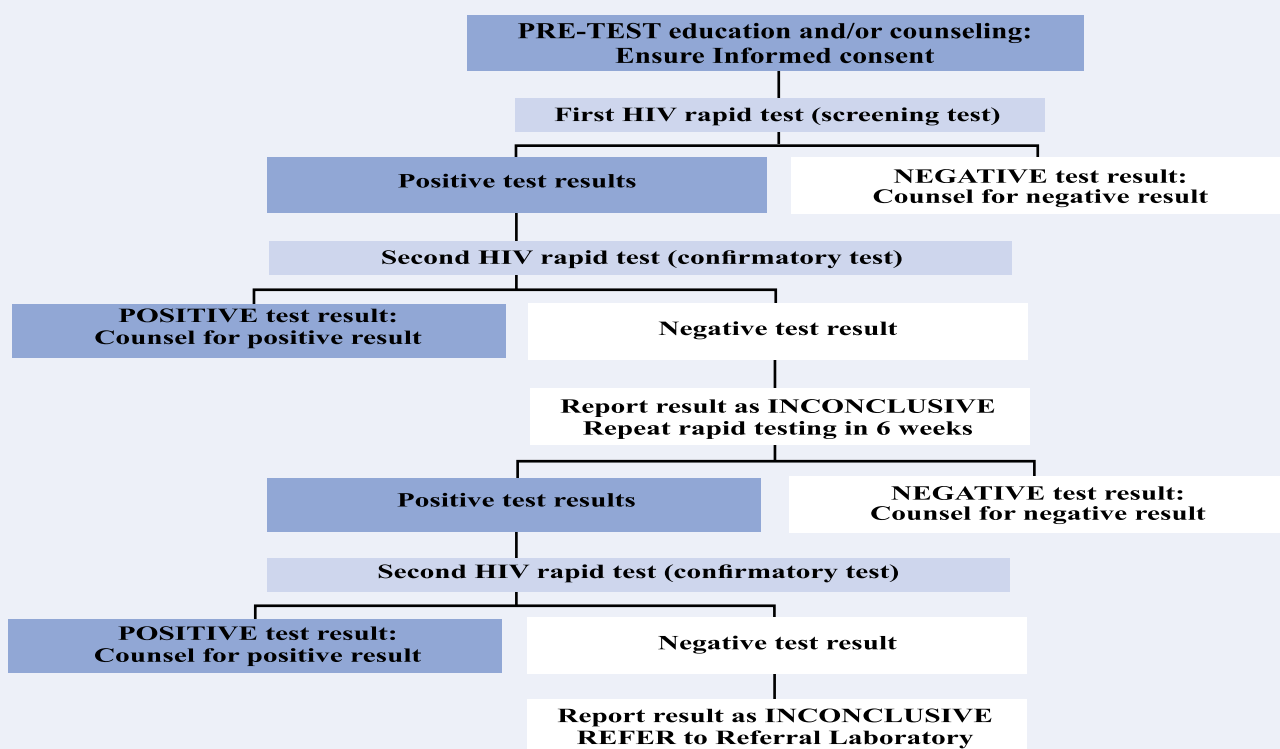 PRE-TEST education and/or counseling:
Ensure Informed consent
First HIV rapid test (screening test)
Positive test results
NEGATIVE test result:
Counsel for negative result
Second HIV rapid test (confirmatory test)
POSITIVE test result:
Counsel for positive result
Negative test result
Report result as INCONCLUSIVE
Repeat rapid testing in 6 weeks
Positive test results
NEGATIVE test result:
Counsel for negative result
Second HIV rapid test (confirmatory test)
POSITIVE test result:
Counsel for positive result
Negative test result
Report result as INCONCLUSIVE
REFER to Referral Laboratory